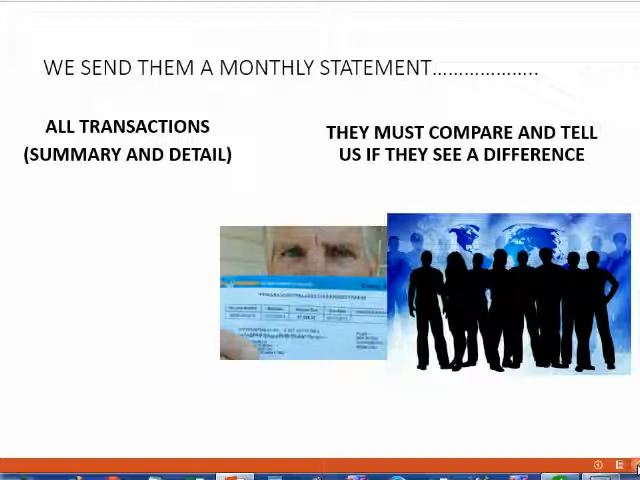 WE SEND THEM A MONTHLY STATEMENT………………..
ALL TRANSACTIONS
(SUMMARY AND DETAIL)
THEY MUST COMPARE AND TELL
US IF THEY SEE A DIFFERENCE